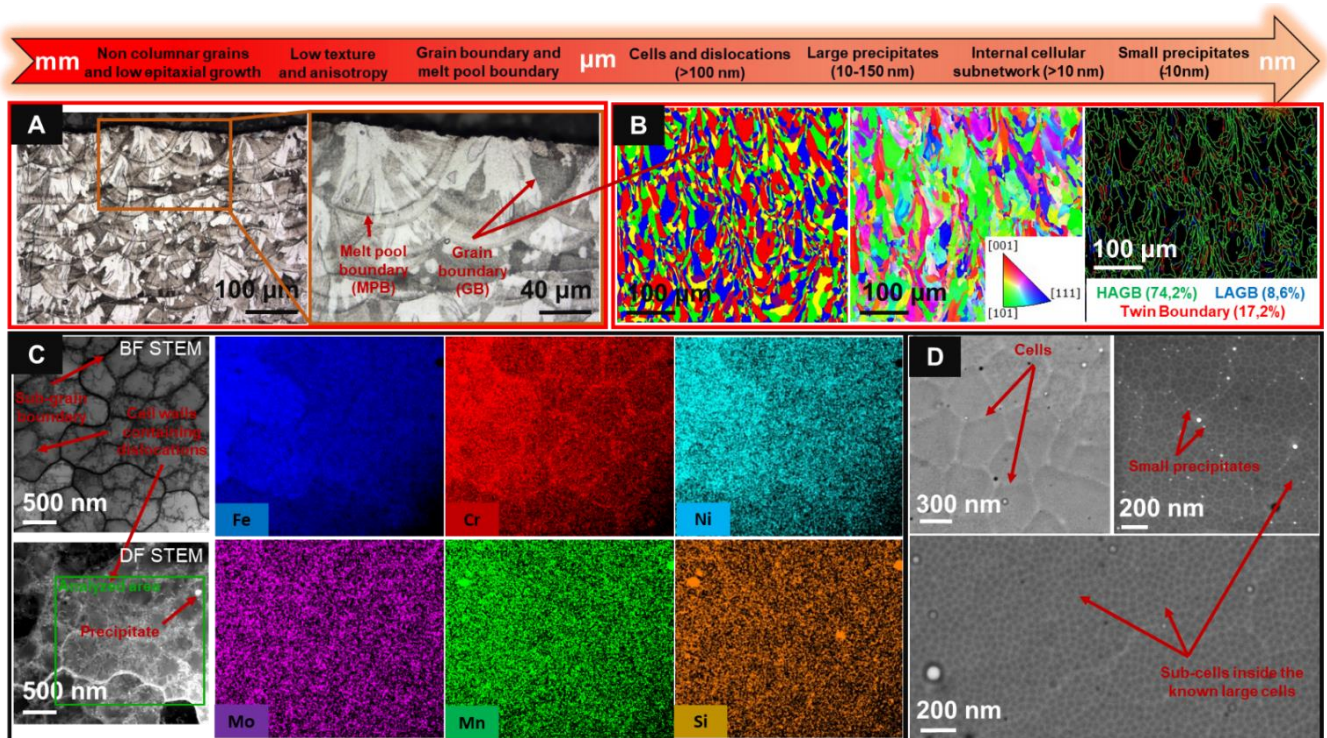 mm
Non columnar grains
and low epitaxial growth
Low texture
and anisotropy
Grain boundary and
melt pool boundary
μm
Cells and dislocations
(>100 nm)
Large precipitates
(10-150 nm)
Internal cellular
subnetwork (>10 nm)
Small precipitates
(-10nm)
nm
A
100 μm
Melt pool
boundary
(MPB)
Grain
boundary
(GB)
40 μm
B
100 μm
100 μm
[001]
[111]
[101]
100 μm
HAGB (74,2%)
LAGB (8,6%)
Twin Boundary (17,2%)
C
BF STEM
Sub-grain
boundary
Cell walls
containing
dislocations
500 nm
Fe
Cr
Ni
DF STEM
Analyzed area
Precipitate
500 nm
Mo
Mn
Si
D
Cells
300 nm
Small precipitates
200 nm
Sub-cells inside the
known large cells
200 nm